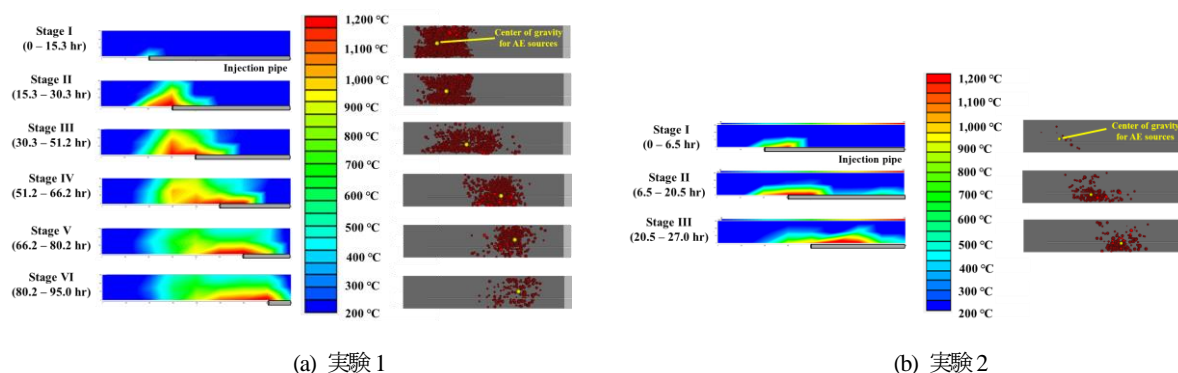 Stage I
(0 – 15.3 hr)
Injection pipe
Stage II
(15.3 – 30.3 hr)
Stage III
(30.3 – 51.2 hr)
Stage IV
(51.2 – 66.2 hr)
Stage V
(66.2 – 80.2 hr)
Stage VI
(80.2 – 95.0 hr)
1,200 ℃
1,100 ℃
1,000 ℃
900 ℃
800 ℃
700 ℃
600 ℃
500 ℃
400 ℃
300 ℃
200 ℃
Center of gravity
for AE sources
(a) 実験 1
Stage I
(0 – 6.5 hr)
Injection pipe
Stage II
(6.5 – 20.5 hr)
Stage III
(20.5 – 27.0 hr)
1,200 ℃
1,100 ℃
1,000 ℃
900 ℃
800 ℃
700 ℃
600 ℃
500 ℃
400 ℃
300 ℃
200 ℃
Center of gravity
for AE sources
(b) 実験 2